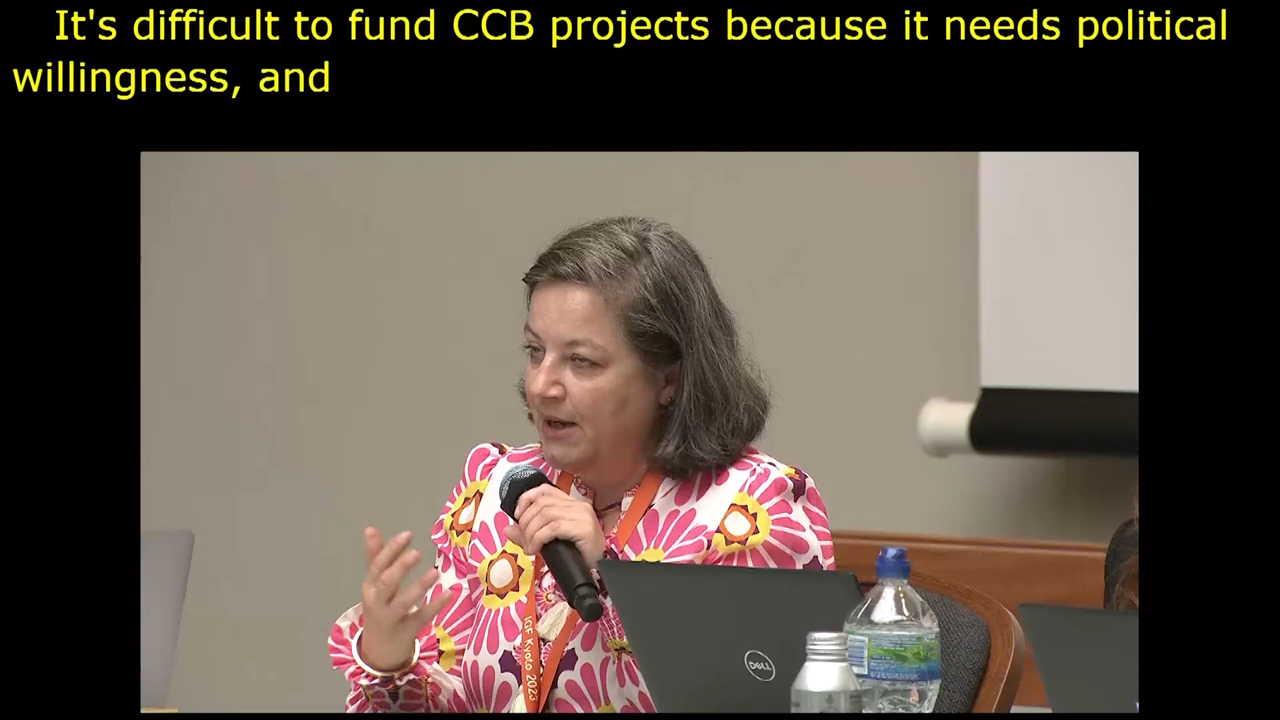 It's difficult to fund CCB projects because it needs political
willingness, and
IGF Kyoto 2023
DELL